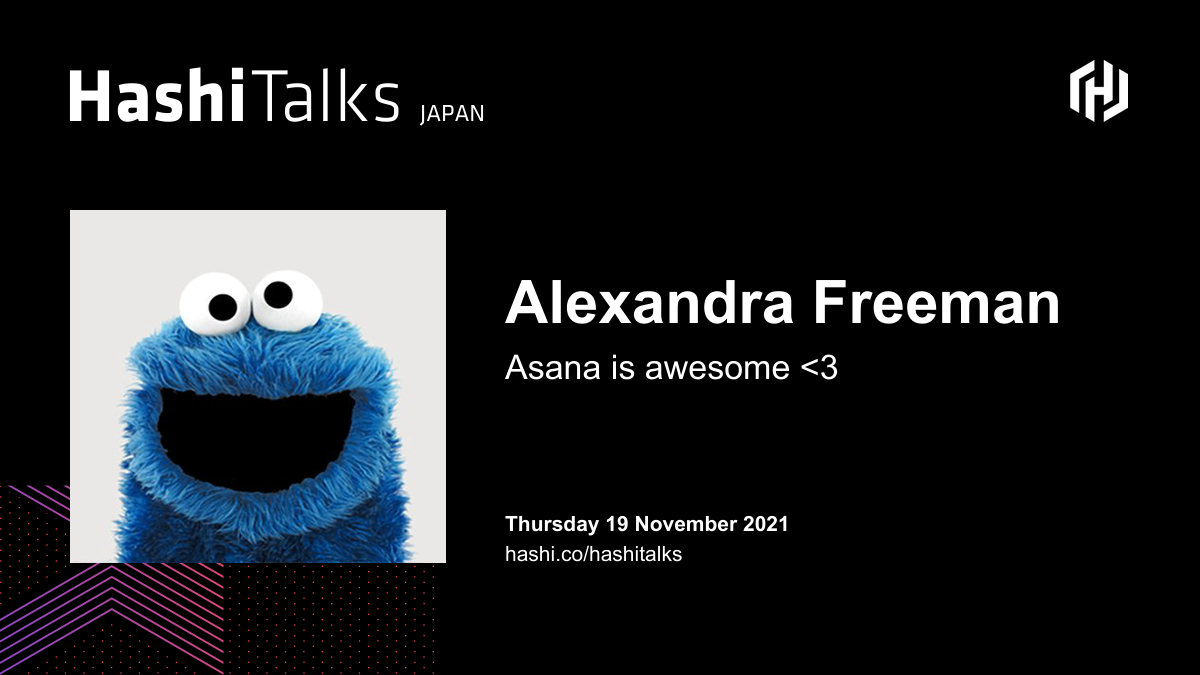 HashiTalks JAPAN
Alexandra Freeman
Asana is awesome <3
Thursday 19 November 2021
hashi.co/hashitalks